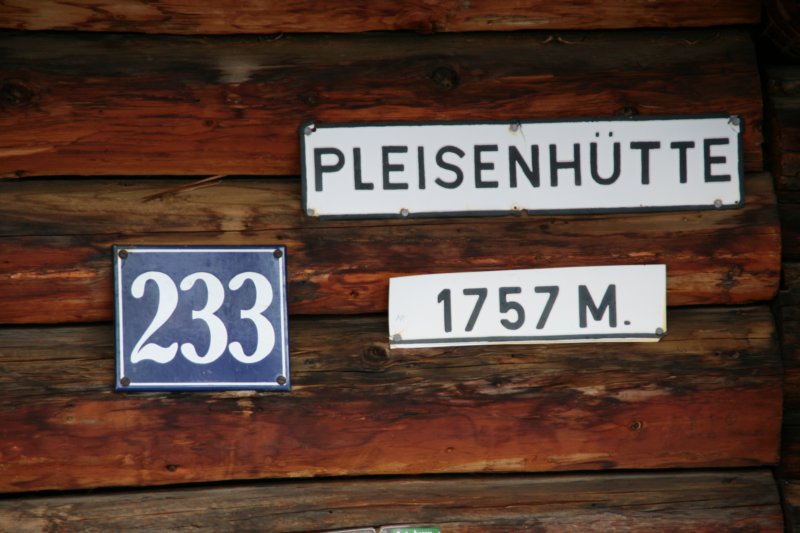 PLEISENHÜTTE
233
1757 M.